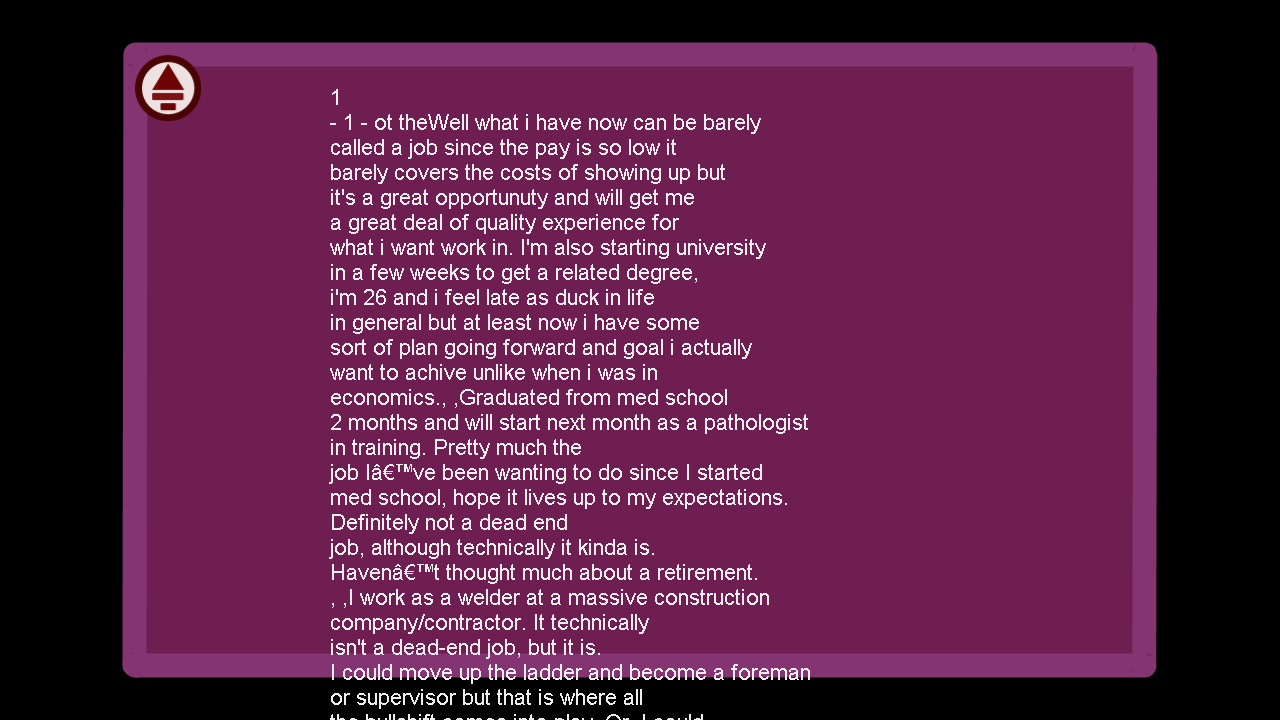 1
- 1 - ot theWell what i have now can be barely
called a job since the pay is so low it
barely covers the costs of showing up but
it's a great opportunuty and will get me
a great deal of quality experience for
what i want work in. I'm also starting university
in a few weeks to get a related degree,
i'm 26 and i feel late as duck in life
in general but at least now i have some
sort of plan going forward and goal i actually
want to achive unlike when i was in
economics., ,Graduated from med school
2 months and will start next month as a pathologist
in training. Pretty much the
job Iâ€™ve been wanting to do since I started
med school, hope it lives up to my expectations.
Definitely not a dead end
job, although technically it kinda is.
Havenâ€™t thought much about a retirement.
, ,I work as a welder at a massive construction
company/contractor. It technically
isn't a dead-end job, but it is.
I could move up the ladder and become a foreman
or supervisor but that is where all
the bullshift comes into play. Or, I could